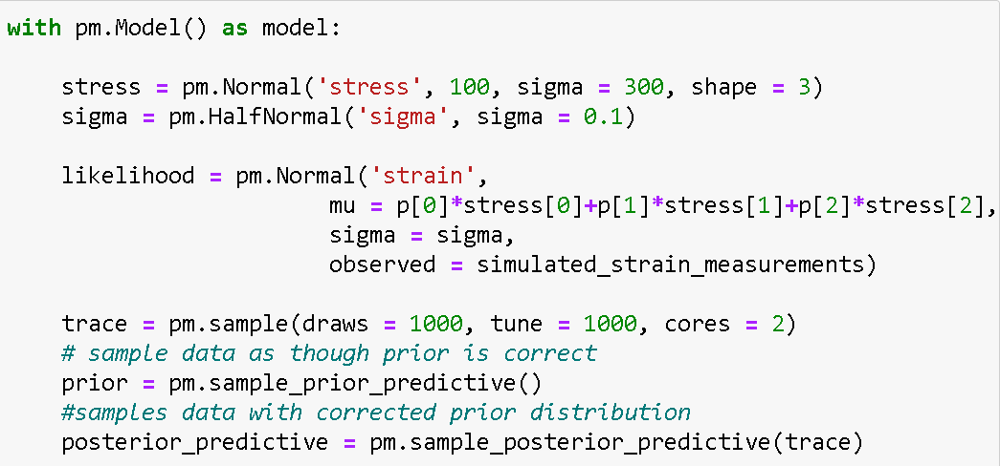 with pm.Model() as model:
stress = pm.Normal('stress', 100, sigma = 300, shape = 3)
sigma = pm.HalfNormal('sigma', sigma = 0.1)
likelihood = pm.Normal('strain',
mu = p[0]*stress[0]+p[1]*stress[1]+p[2]*stress[2],
sigma = sigma,
observed = simulated_strain_measurements)
trace = pm.sample(draws = 1000, tune = 1000, cores = 2)
# sample data as though prior is correct
prior = pm.sample_prior_predictive()
#samples data with corrected prior distribution
posterior_predictive = pm.sample_posterior_predictive(trace)